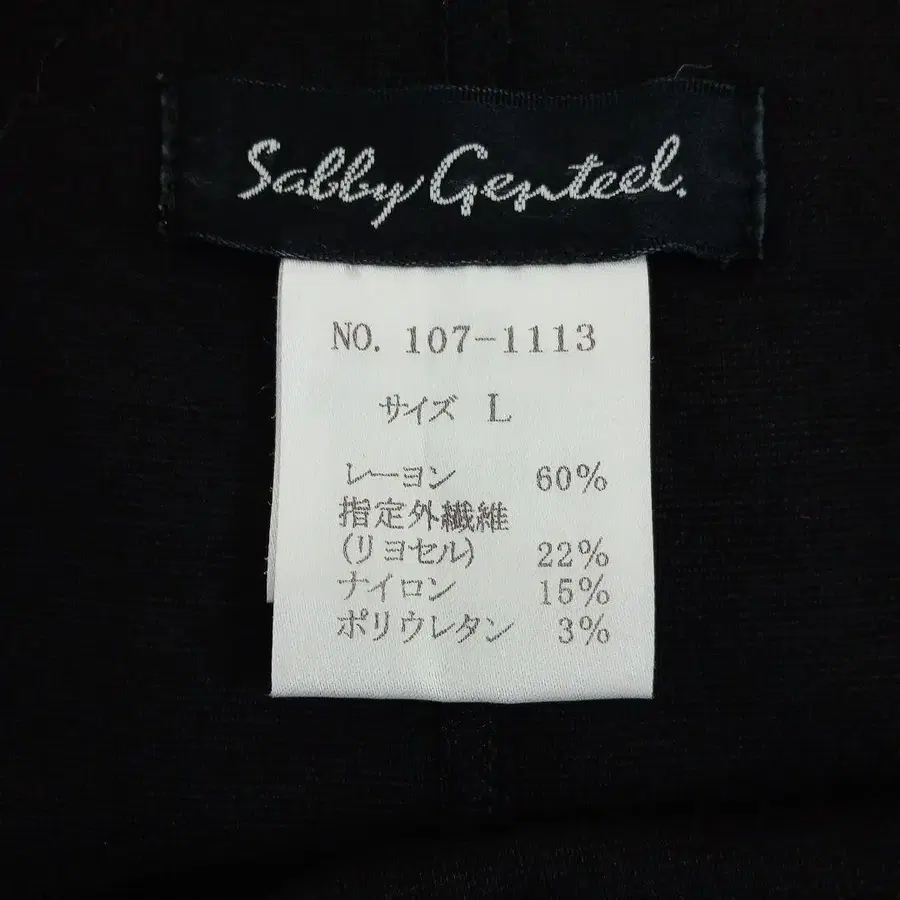 Sabby Genteel.
NO. 107-1113
サイズ L
レーヨン 60%
指定外繊維
(リヨセル) 22%
ナイロン 15%
ポリウレタン 3%